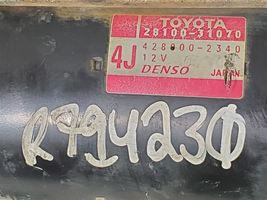 TOYOTA
28100-31070
4J 428000-2340
12V
DENSO JAPAN
R794230